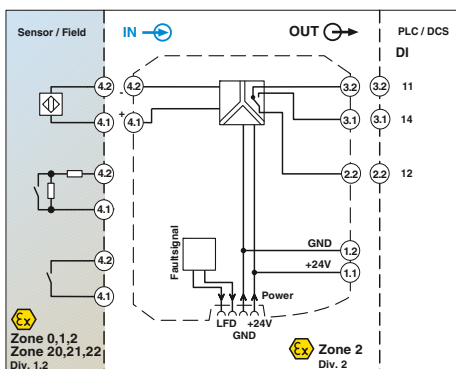 Sensor / Field
IN
OUT
PLC / DCS
DI
4.2
4.2
-
3.2
3.2
11
4.1
+
4.1
3.1
3.1
14
4.2
2.2
2.2
12
4.1
Faultsignal
GND
1.2
4.2
+24V
1.1
4.1
Power
LFD
+24V
GND
Ex
Zone 0,1,2
Zone 20,21,22
Div. 1,2
Ex
Zone 2
Div. 2